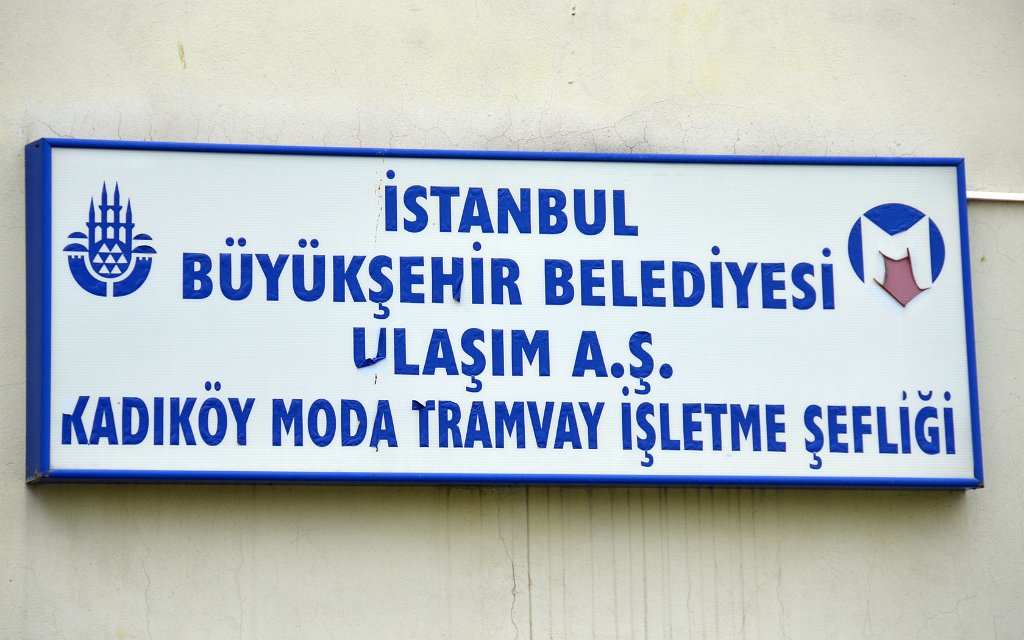 İSTANBUL
BÜYÜKŞEHİR BELEDİYESİ
ULAŞIM A.Ş.
KADIKÖY MODA TRAMVAY İŞLETME ŞEFLİĞİ